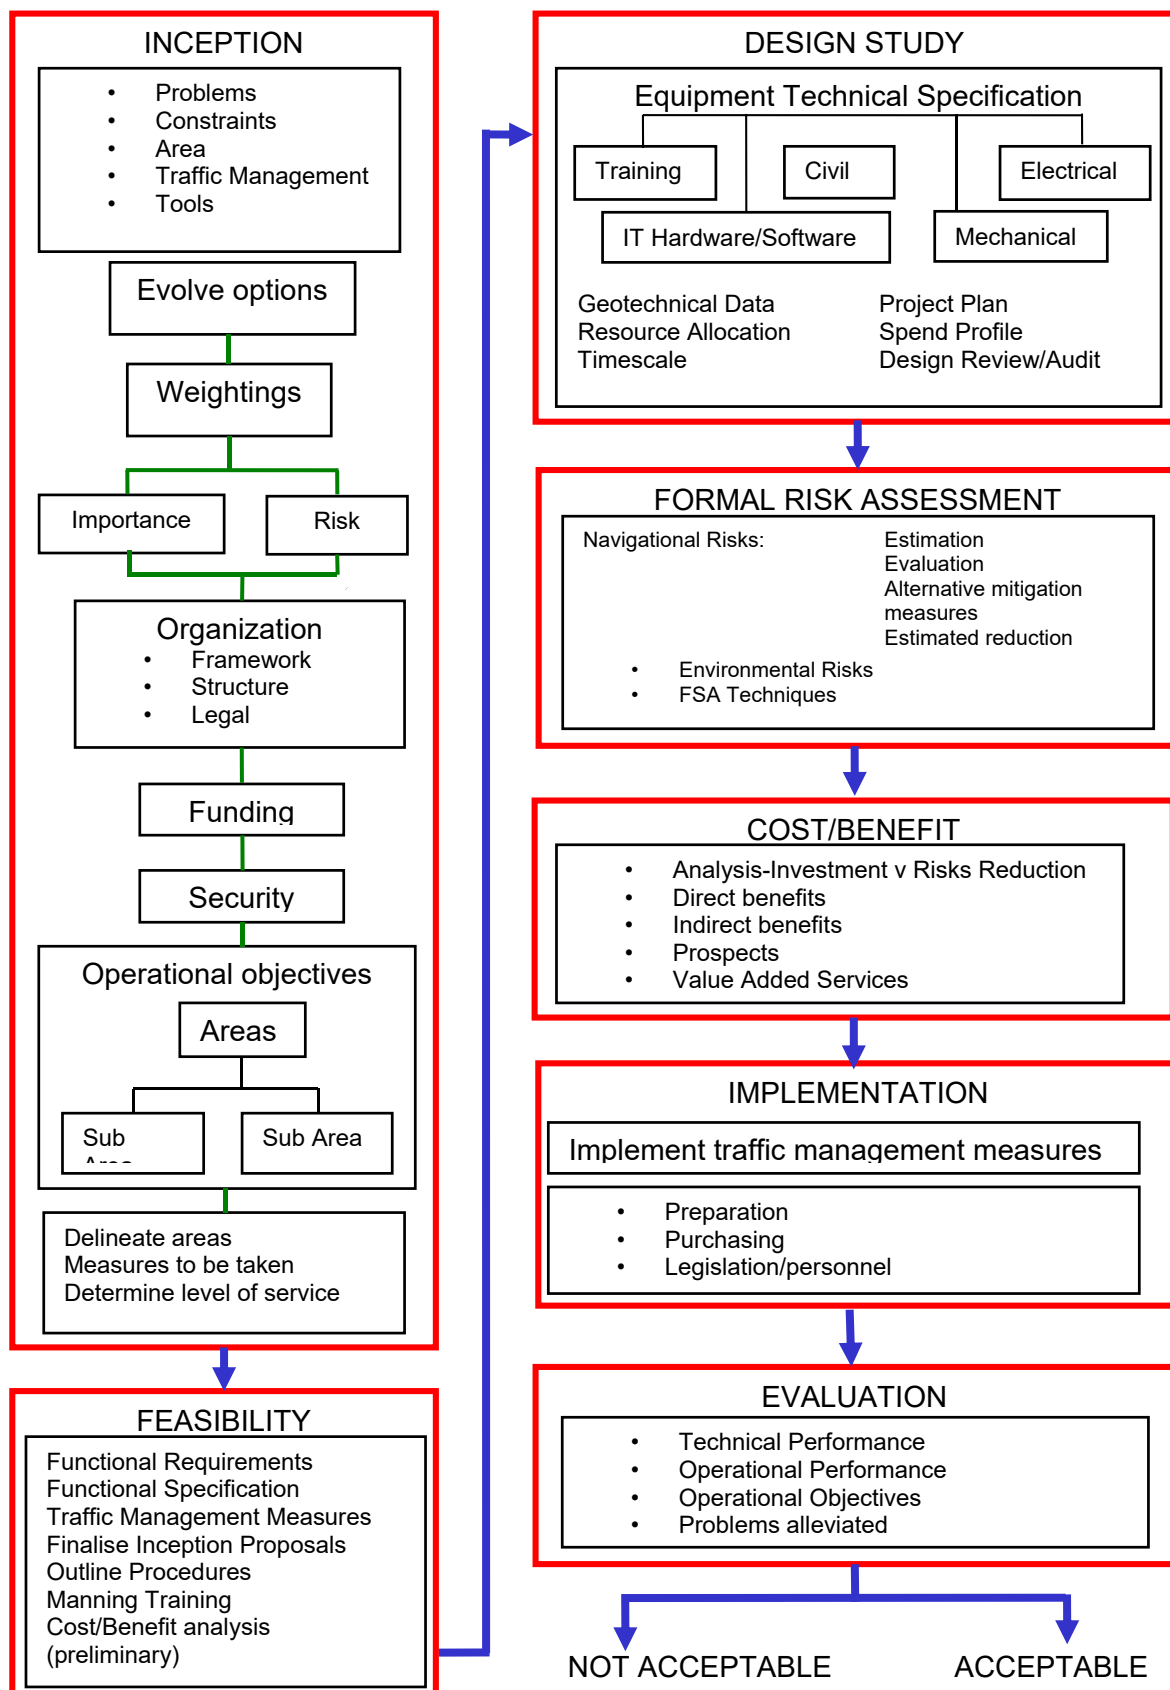 INCEPTION
• Problems
• Constraints
• Area
• Traffic Management
• Tools
Evolve options
Weightings
Importance
Risk
Organization
• Framework
• Structure
• Legal
Funding
Security
Operational objectives
Areas
Sub
Area
Sub Area
Delineate areas
Measures to be taken
Determine level of service
FEASIBILITY
Functional Requirements
Functional Specification
Traffic Management Measures
Finalise Inception Proposals
Outline Procedures
Manning Training
Cost/Benefit analysis
(preliminary)
DESIGN STUDY
Equipment Technical Specification
Training
Civil
Electrical
IT Hardware/Software
Mechanical
Geotechnical Data
Resource Allocation
Timescale
Project Plan
Spend Profile
Design Review/Audit
FORMAL RISK ASSESSMENT
Navigational Risks:
Estimation
Evaluation
Alternative mitigation
measures
Estimated reduction
• Environmental Risks
• FSA Techniques
COST/BENEFIT
• Analysis-Investment v Risks Reduction
• Direct benefits
• Indirect benefits
• Prospects
• Value Added Services
IMPLEMENTATION
Implement traffic management measures
• Preparation
• Purchasing
• Legislation/personnel
EVALUATION
• Technical Performance
• Operational Performance
• Operational Objectives
• Problems alleviated
NOT ACCEPTABLE
ACCEPTABLE